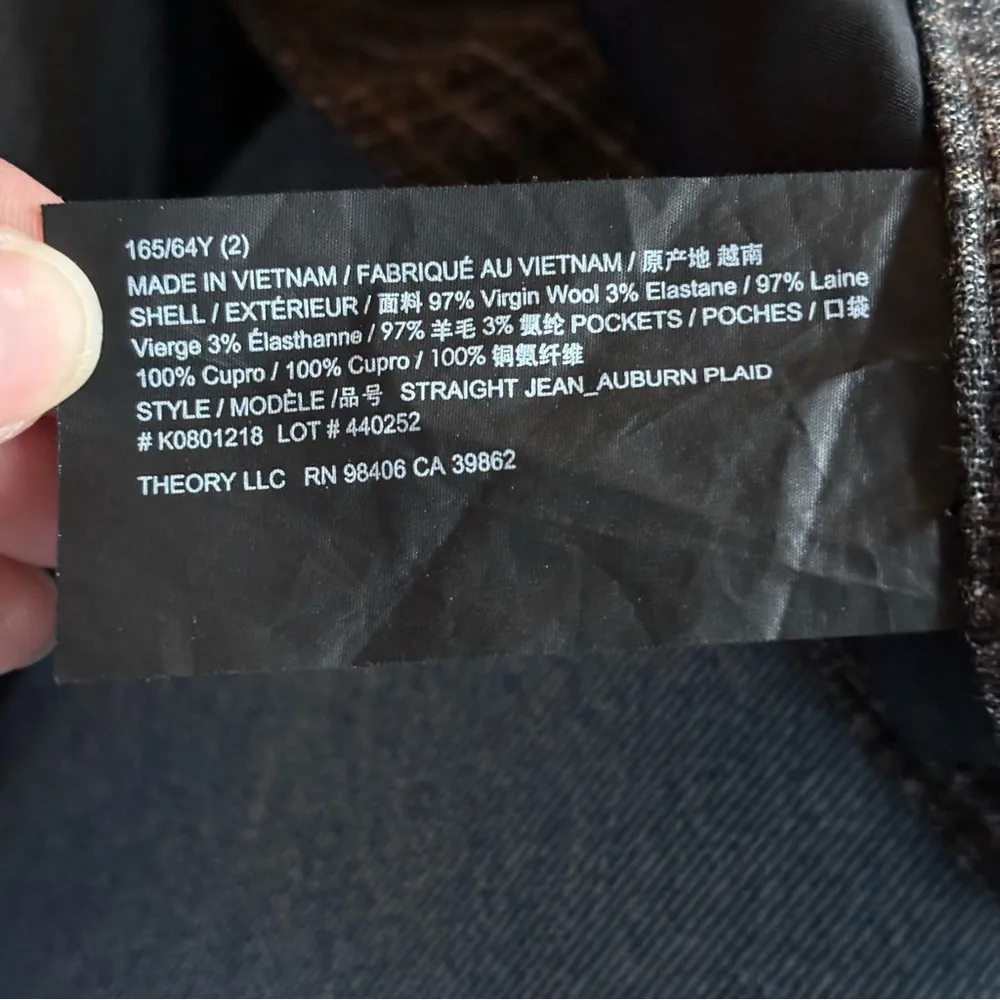 165/64Y (2)
MADE IN VIETNAM / FABRIQUÉ AU VIETNAM / 原产地 越南
SHELL / EXTÉRIEUR / 面料 97% Virgin Wool 3% Elastane / 97% Laine
Vierge 3% Élasthanne / 97% 羊毛 3% 氨纶 POCKETS / POCHES / 口袋
100% Cupro / 100% Cupro / 100% 铜氨纤维
STYLE / MODÈLE /品号 STRAIGHT JEAN_AUBURN PLAID
# K0801218 LOT # 440252
THEORY LLC RN 98406 CA 39862